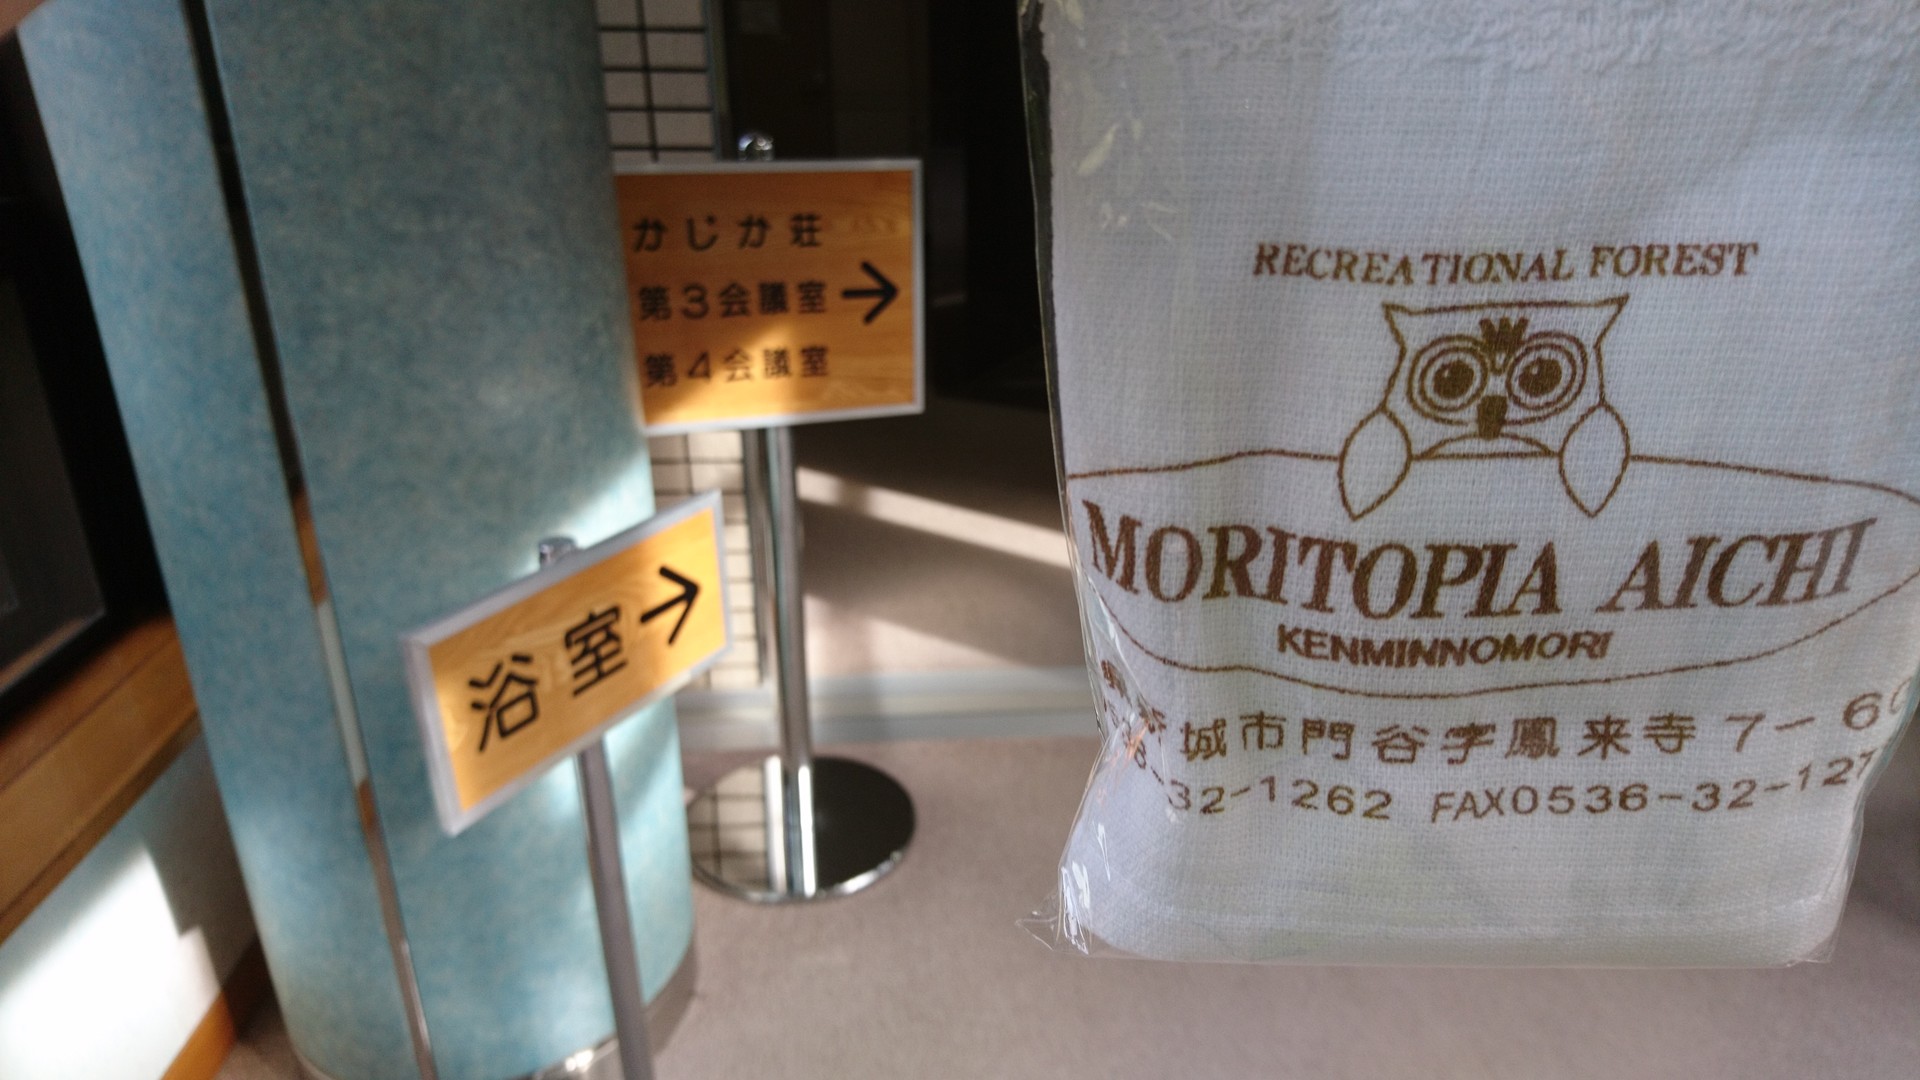 かじか荘
第3会議室
第4会議室
→
浴室→
RECREATIONAL FOREST
MORITOPIA AICHI
KENMINNOMORI
城市門谷字鳳来寺7-60
32-1262 FAX0536-32-127